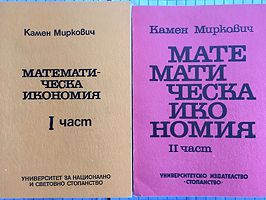 Камен Миркович
МАТЕМАТИ-
ЧЕСКА
ИКОНОМИЯ
I част
УНИВЕРСИТЕТ ЗА НАЦИОНАЛНО
И СВЕТОВНО СТОПАНСТВО
Камен Миркович
МАТЕ
МАТИ
ЧЕСКА
ИКО
НОМИЯ
II част
УНИВЕРСИТЕТСКО ИЗДАТЕЛСТВО
«СТОПАНСТВО»